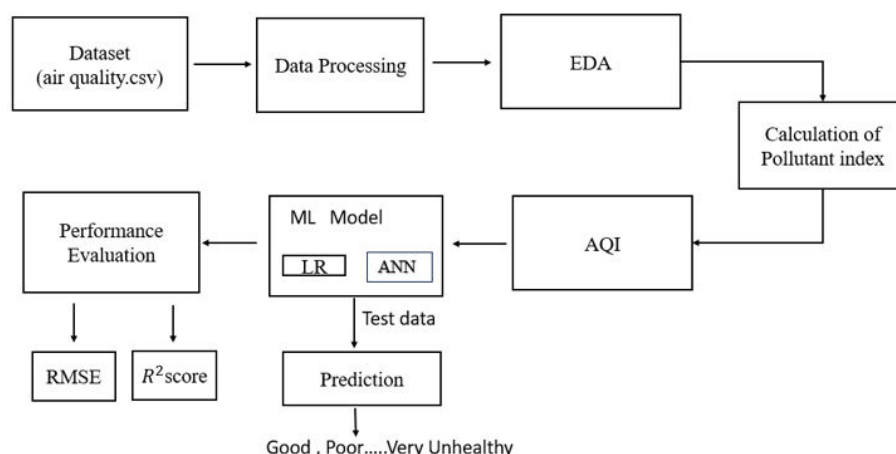 Dataset
(air quality.csv)
Data Processing
EDA
Calculation of
Pollutant index
AQI
ML Model
LR
ANN
Performance
Evaluation
Test data
RMSE
R² score
Prediction
Good , Poor.....Very Unhealthy